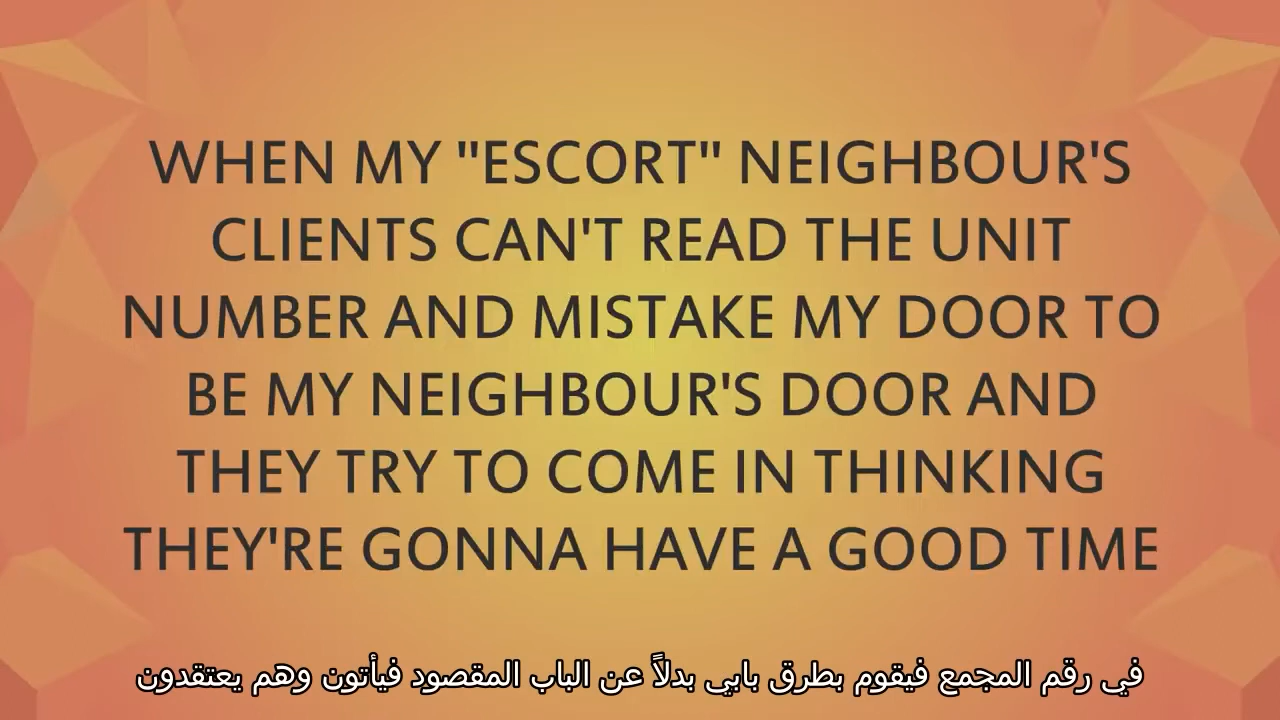 WHEN MY "ESCORT" NEIGHBOUR'S
CLIENTS CAN'T READ THE UNIT
NUMBER AND MISTAKE MY DOOR TO
BE MY NEIGHBOUR'S DOOR AND
THEY TRY TO COME IN THINKING
THEY'RE GONNA HAVE A GOOD TIME
في رقم المجمع فيقوم بطرق بابي بدلاً عن الباب المقصود فيأتون وهم يعتقدون